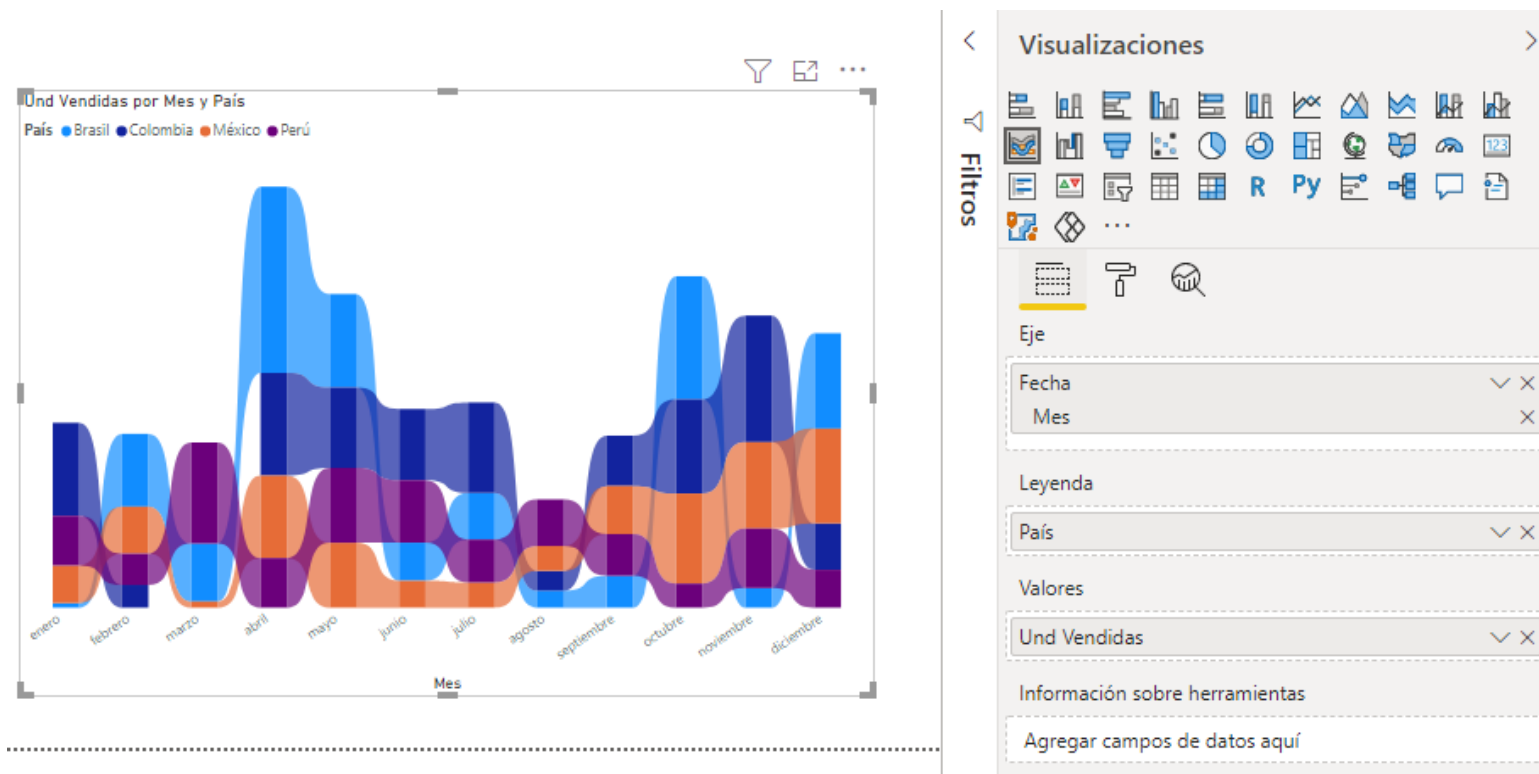 Und Vendidas por Mes y País
País Brasil Colombia México Perú
enero febrero marzo abril mayo junio julio agosto septiembre octubre noviembre diciembre
Mes
Filtros
Visualizaciones
123
R Py
...
Eje
Fecha
Mes
Leyenda
País
Valores
Und Vendidas
Información sobre herramientas
Agregar campos de datos aquí